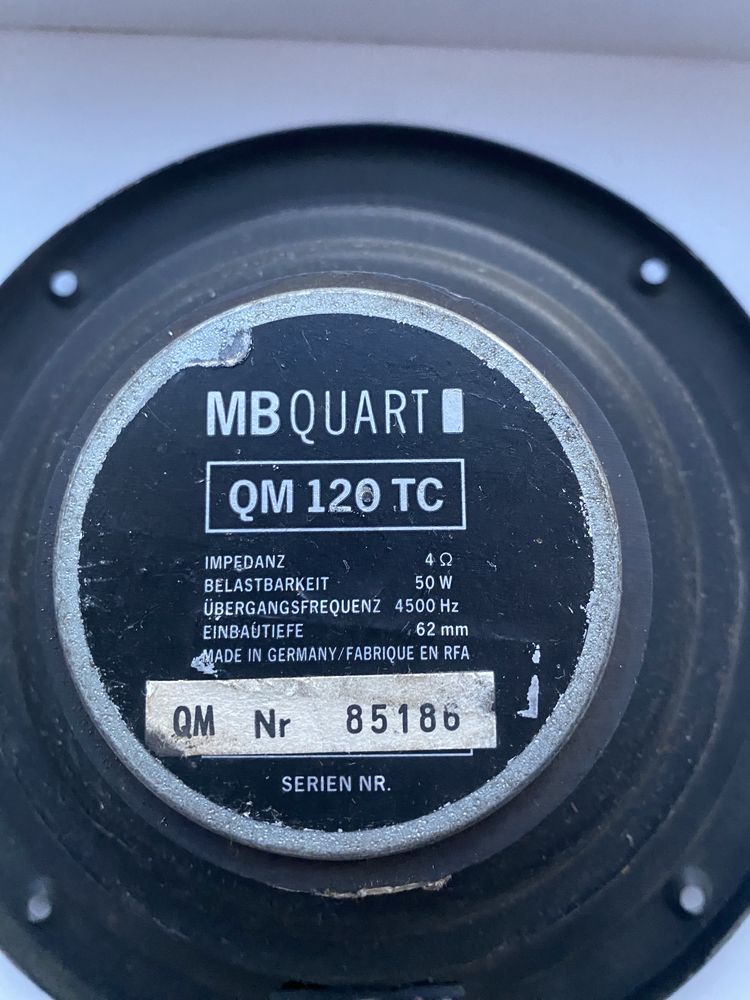 MB QUART
QM 120 TC
IMPEDANZ 4 Ω
BELASTBARKEIT 50 W
ÜBERGANGSFREQUENZ 4500 Hz
EINBAUTIEFE 62 mm
MADE IN GERMANY/FABRIQUE EN RFA
QM Nr 85186
SERIEN NR.